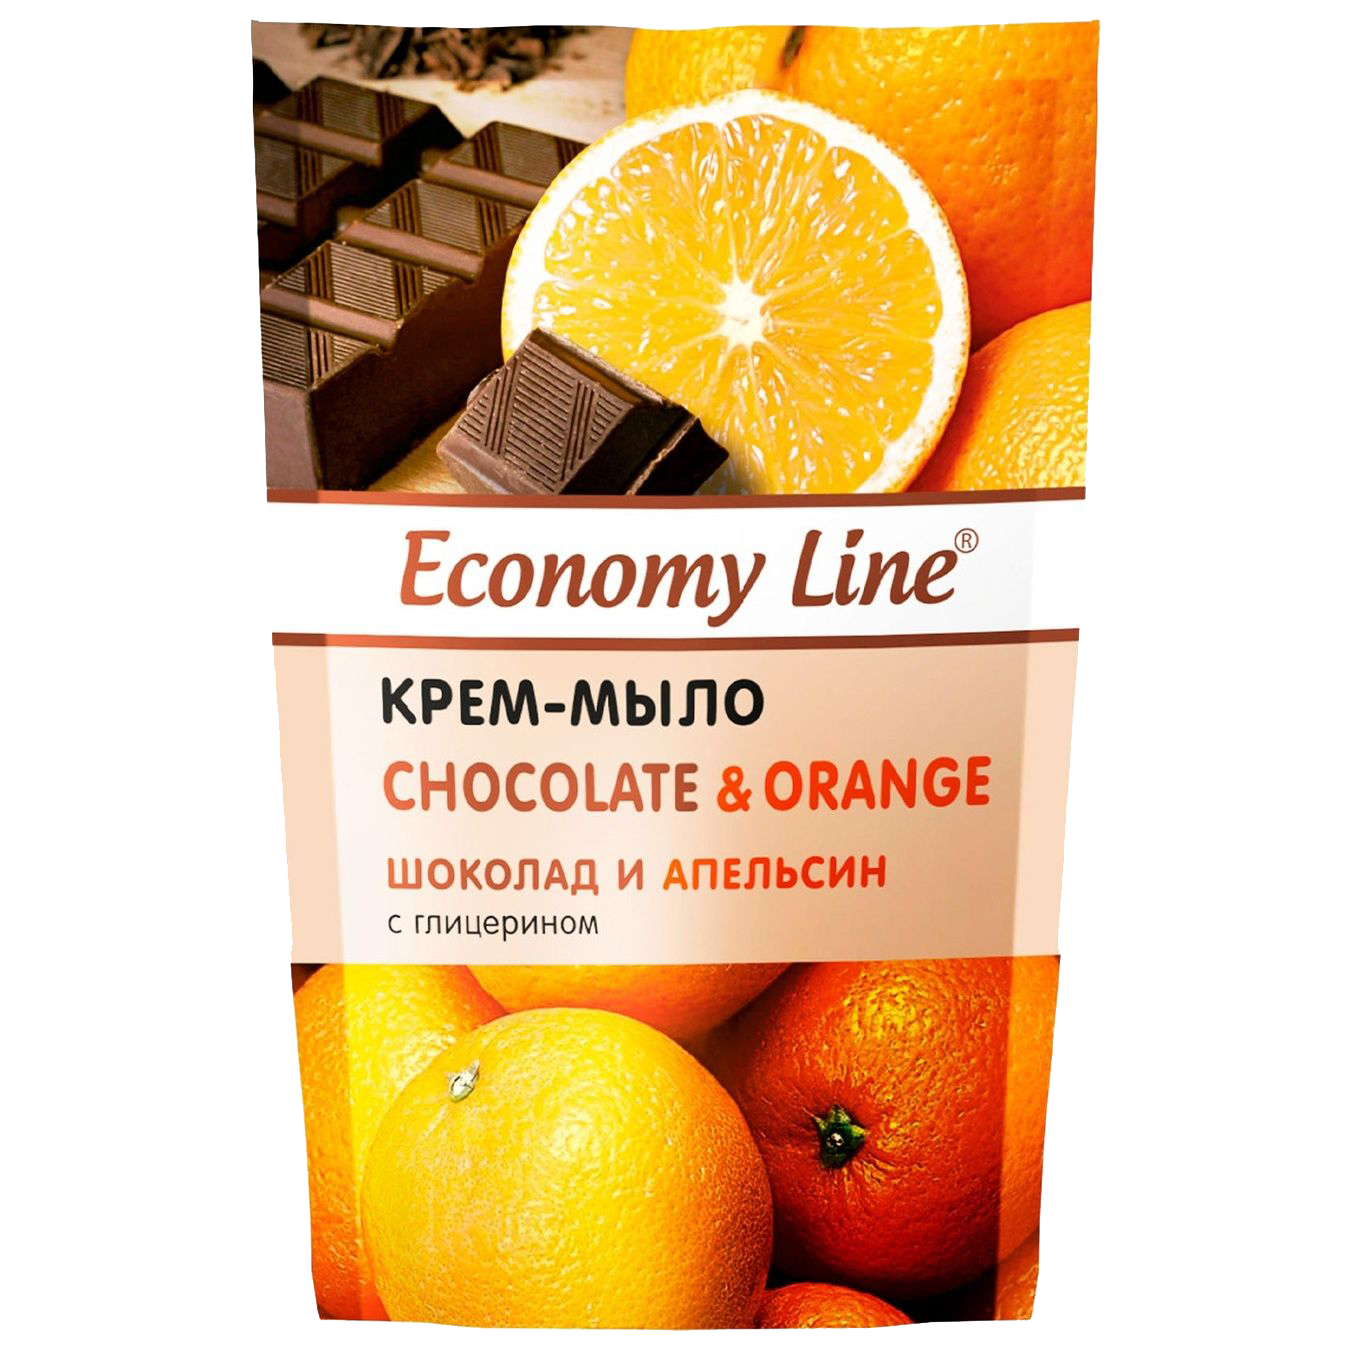 Economy Line®
КРЕМ-МЫЛО
CHOCOLATE & ORANGE
ШОКОЛАД И АПЕЛЬСИН
с глицерином